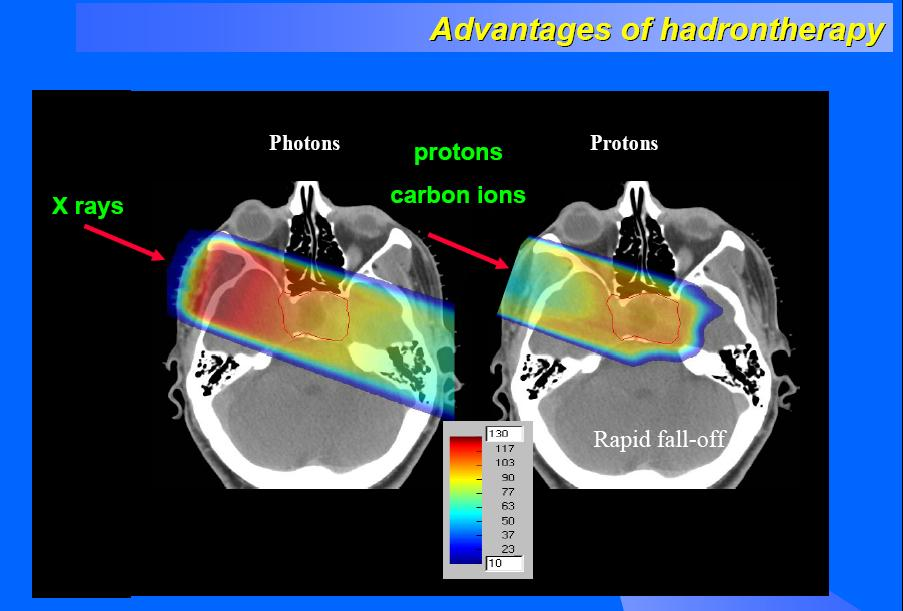 Advantages of hadrontherapy
Photons
protons
Protons
carbon ions
X rays
Rapid fall-off
130
117
103
90
77
63
50
37
23
10